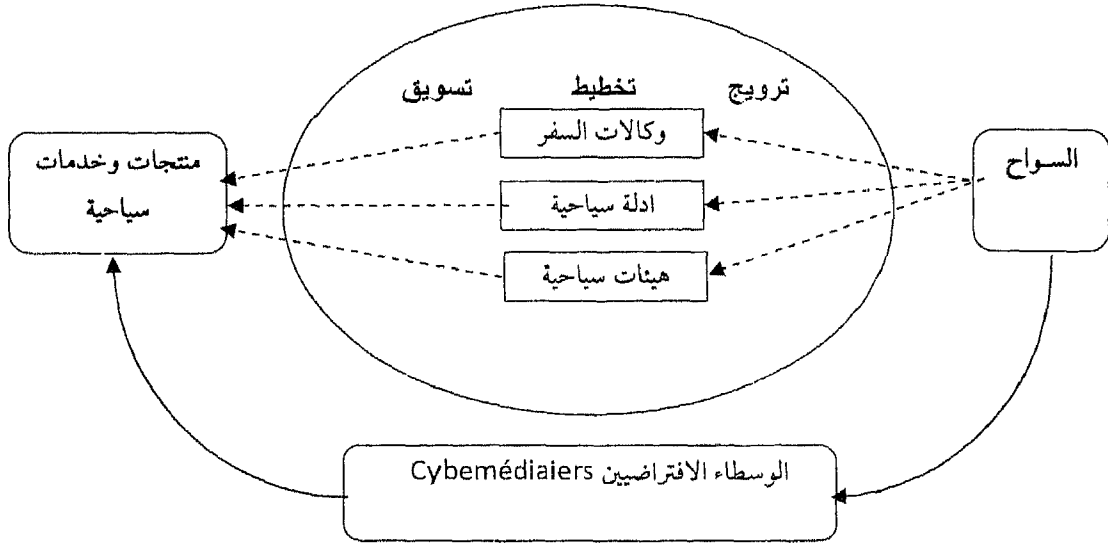 ترويج تخطيط تسويق
السواح
وكالات السفر
ادلة سياحية
هيئات سياحية
منتجات وخدمات
سياحية
الوسطاء الافتراضيين Cybemédiaiers